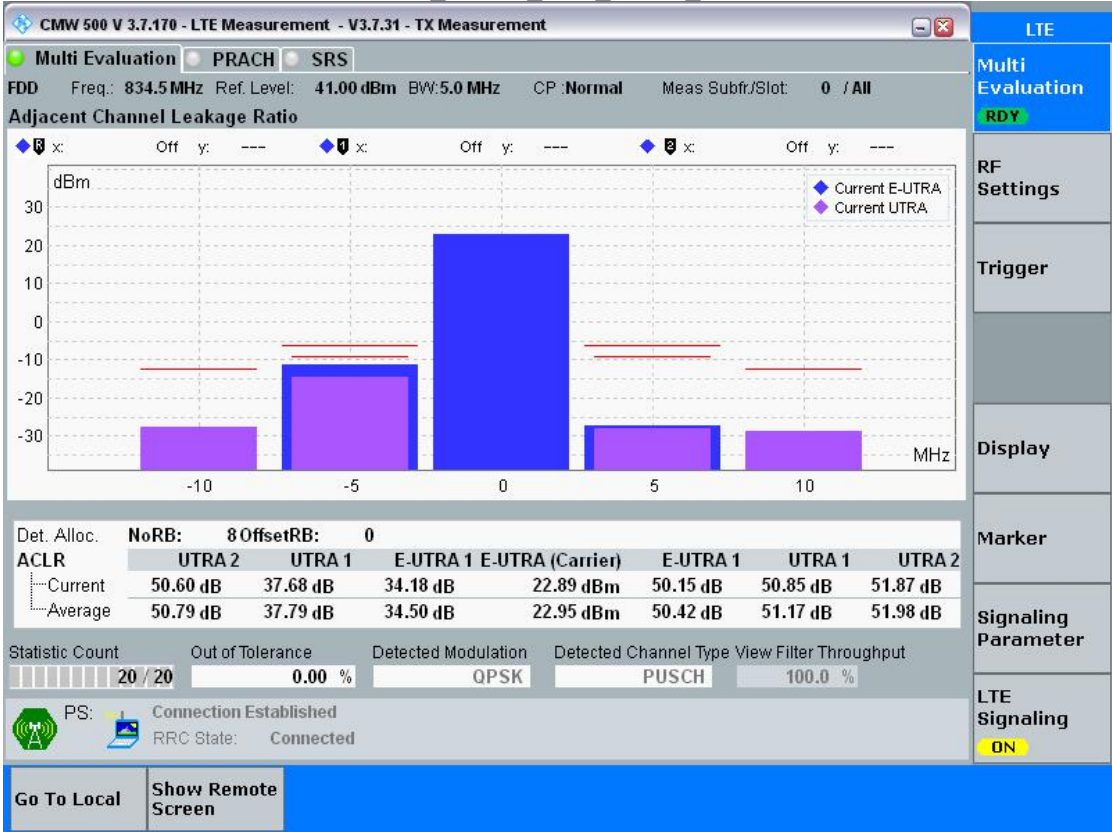 CMW 500 V 3.7.170 - LTE Measurement - V3.7.31 - TX Measurement
LTE
Multi Evaluation PRACH SRS
Multi Evaluation
RDY
FDD Freq.: 834.5 MHz Ref. Level: 41.00 dBm BW: 5.0 MHz CP : Normal Meas Subfr./Slot: 0 / All
Adjacent Channel Leakage Ratio
R x: Off y: --- 1 x: Off y: --- 2 x: Off y: ---
dBm
Current E-UTRA
Current UTRA
30
20
10
0
-10
-20
-30
MHz
-10 -5 0 5 10
RF Settings
Trigger
Display
Marker
Signaling Parameter
LTE Signaling
ON
Det. Alloc. NoRB: 8 OffsetRB: 0
ACLR UTRA 2 UTRA 1 E-UTRA 1 E-UTRA (Carrier) E-UTRA 1 UTRA 1 UTRA 2
Current 50.60 dB 37.68 dB 34.18 dB 22.89 dBm 50.15 dB 50.85 dB 51.87 dB
Average 50.79 dB 37.79 dB 34.50 dB 22.95 dBm 50.42 dB 51.17 dB 51.98 dB
Statistic Count Out of Tolerance Detected Modulation Detected Channel Type View Filter Throughput
20 / 20 0.00 % QPSK PUSCH 100.0 %
PS: Connection Established
RRC State: Connected
Go To Local
Show Remote Screen